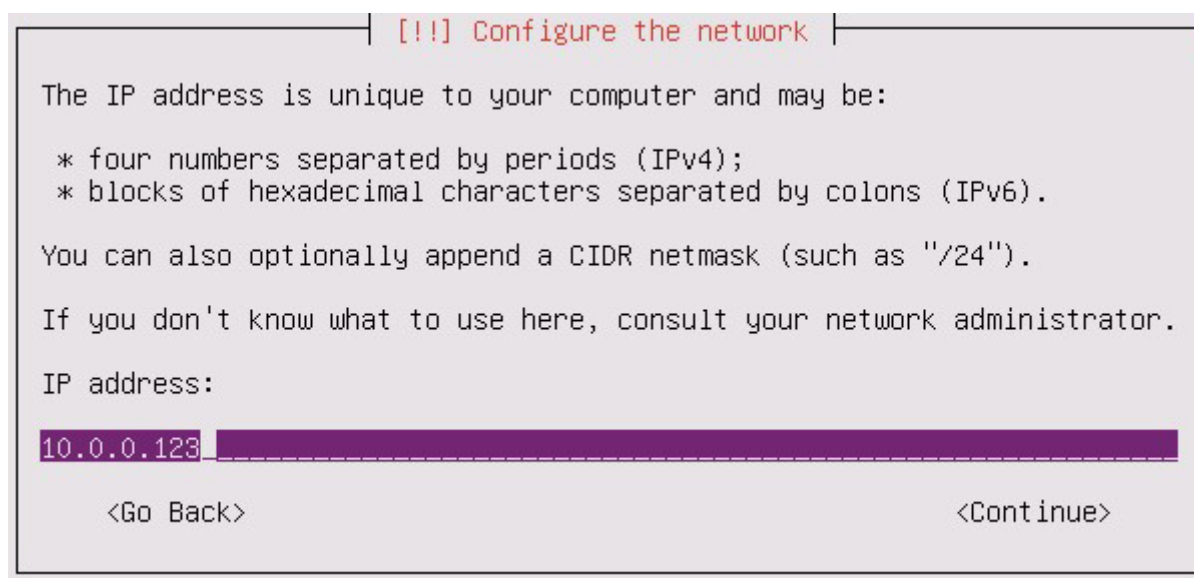 [!!] Configure the network
The IP address is unique to your computer and may be:
* four numbers separated by periods (IPv4);
* blocks of hexadecimal characters separated by colons (IPv6).
You can also optionally append a CIDR netmask (such as "/24").
If you don't know what to use here, consult your network administrator.
IP address:
10.0.0.123
<Go Back> <Continue>